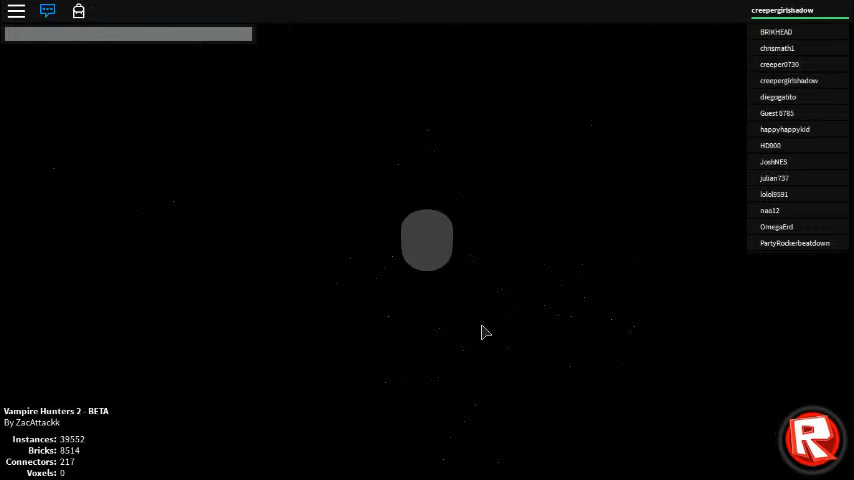 creepergirlshadow
BRIKHEAD
chrismath1
creeper0730
creepergirlshadow
diegogatito
Guest 8785
happyhappykid
HD900
JoshNES
julian737
lolol9591
naa12
OmegaErd
PartyRockerbeatdown
Vampire Hunters 2 - BETA
By ZacAttackk
Instances: 39552
Bricks: 8514
Connectors: 217
Voxels: 0
R